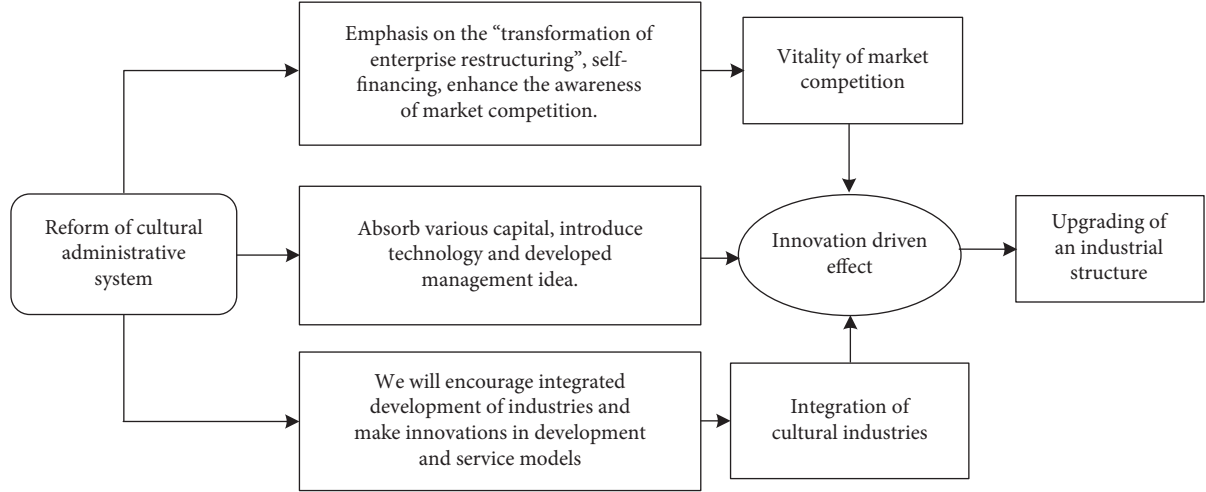 Emphasis on the “transformation of
enterprise restructuring”, self-
financing, enhance the awareness
of market competition.
Vitality of market
competition
Reform of cultural
administrative
system
Absorb various capital, introduce
technology and developed
management idea.
Innovation driven
effect
Upgrading of
an industrial
structure
We will encourage integrated
development of industries and
make innovations in development
and service models
Integration of
cultural industries